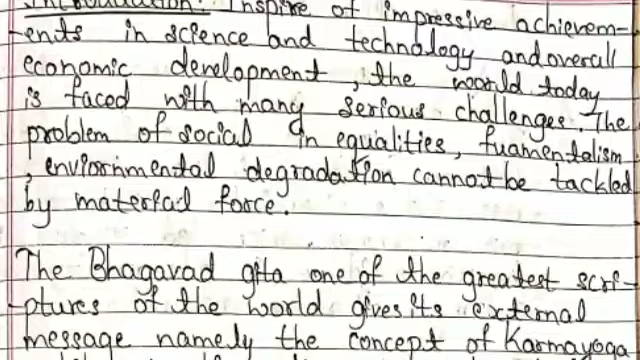 Introduction: Inspire of impressive achievem-
-ents in science and technology and overall
economic development, the world today
is faced with many serious challenges. The
problem of social in equalities, fuamentalism
, enviornmental degradation cannot be tackled
by material force.
The Bhagavad gita one of the greatest scri-
-ptures of the world gives its external
message namely the concept of Karmayoga